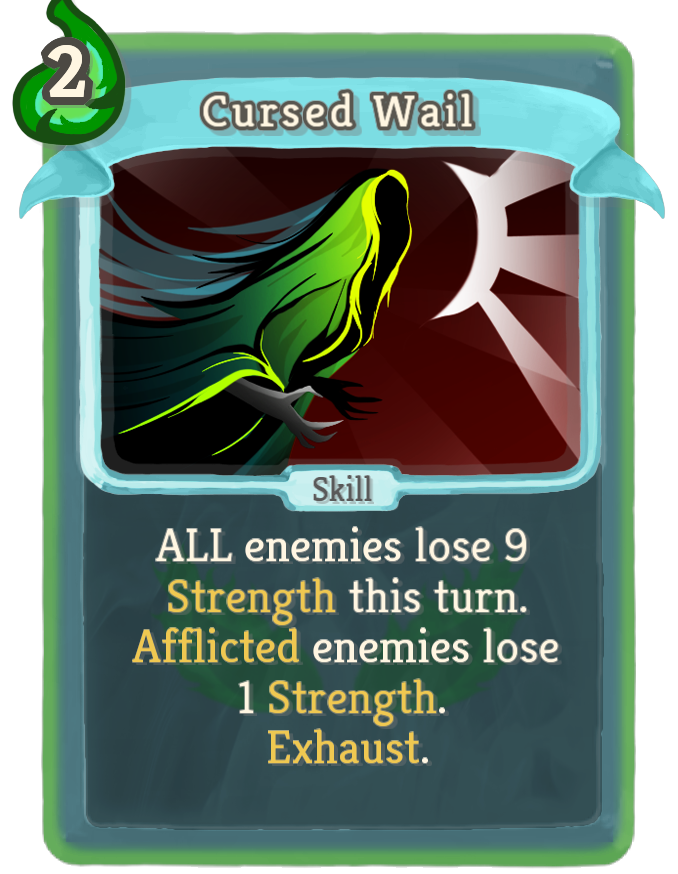 2
Cursed Wail
Skill
ALL enemies lose 9
Strength this turn.
Afflicted enemies lose
1 Strength.
Exhaust.